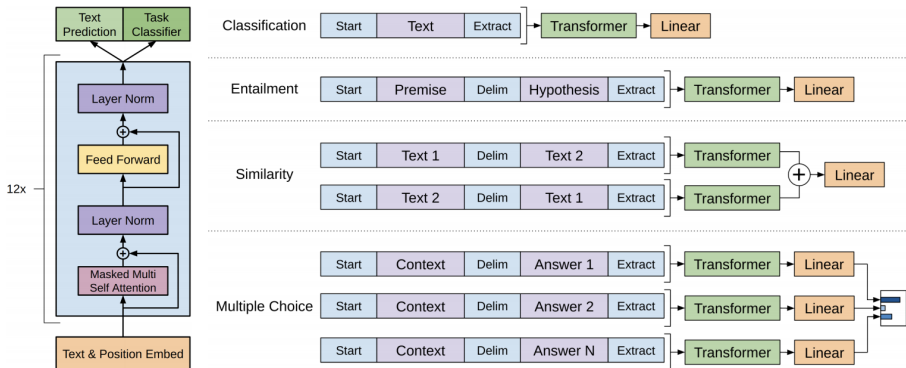 Text
Prediction
Task
Classifier
Layer Norm
Feed Forward
12x
Layer Norm
Masked Multi
Self Attention
Text & Position Embed
Classification Start Text Extract Transformer Linear
Entailment Start Premise Delim Hypothesis Extract Transformer Linear
Similarity
Start Text 1 Delim Text 2 Extract Transformer
+ Linear
Start Text 2 Delim Text 1 Extract Transformer
Multiple Choice
Start Context Delim Answer 1 Extract Transformer Linear
Start Context Delim Answer 2 Extract Transformer Linear
Start Context Delim Answer N Extract Transformer Linear